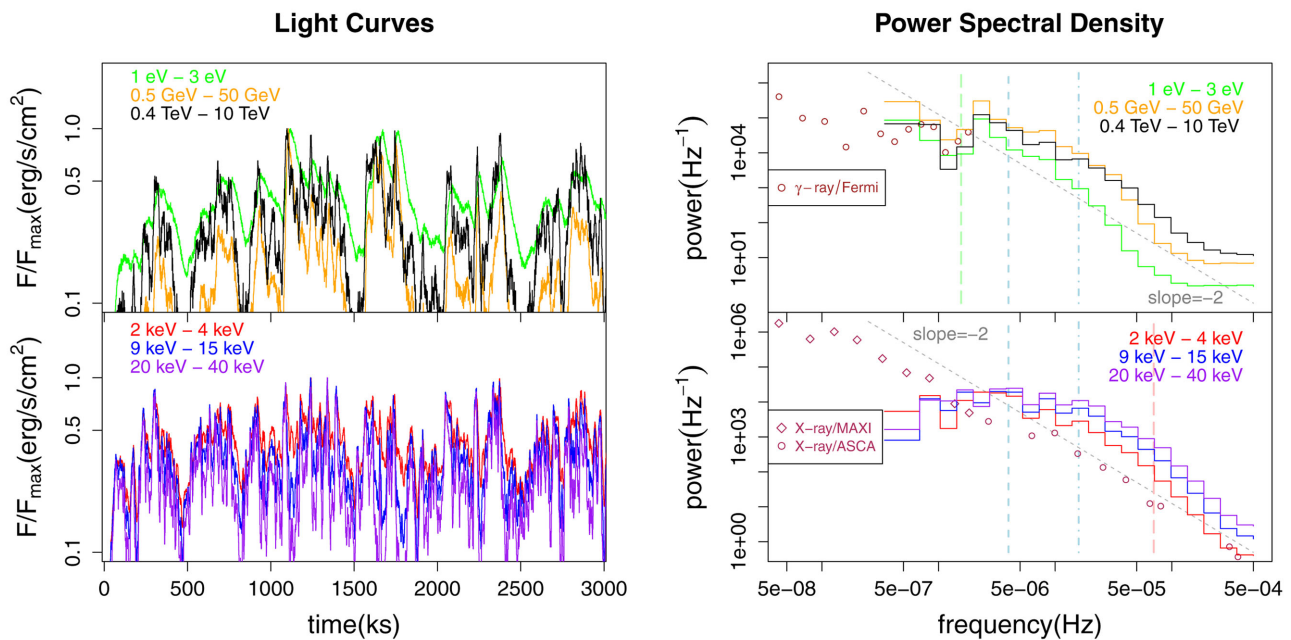 Light Curves
Power Spectral Density
F/Fmax(erg/s/cm²)
1.0
0.5
0.1
1 eV − 3 eV
0.5 GeV − 50 GeV
0.4 TeV − 10 TeV
F/Fmax(erg/s/cm²)
1.0
0.5
0.1
2 keV − 4 keV
9 keV − 15 keV
20 keV − 40 keV
0 500 1000 1500 2000 2500 3000
time(ks)
power(Hz⁻¹)
1e+04
1e+01
1 eV − 3 eV
0.5 GeV − 50 GeV
0.4 TeV − 10 TeV
γ−ray/Fermi
slope=−2
power(Hz⁻¹)
1e+06
1e+03
1e+00
slope=−2
2 keV − 4 keV
9 keV − 15 keV
20 keV − 40 keV
X−ray/MAXI
X−ray/ASCA
5e−08 5e−07 5e−06 5e−05 5e−04
frequency(Hz)